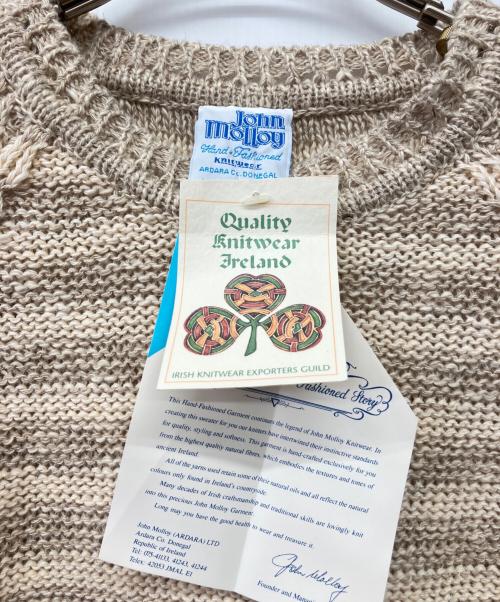 John
Molloy
Hand Fashioned
Knitwear
ARDARA Co. DONEGAL
Quality
Knitwear
Ireland
IRISH KNITWEAR EXPORTERS GUILD
Fashioned Story
This Hand-Fashioned Garment continues the legend of John Molloy Knitwear. In
creating this sweater for you our knitters have intertwined their instinctive standards
for quality, styling and softness. This garment is hand-crafted exclusively for you
from the highest quality natural fibres, which embodies the textures and tones of
ancient Ireland.
All of the yarns used retain some of their natural oils and all reflect the natural
colours only found in Ireland's countryside.
Many decades of Irish craftsmanship and traditional skills are lovingly knit
into this precious John Molloy Garment.
Long may you have the good health to wear and treasure it.
John Molloy (ARDARA) LTD
Ardara Co. Donegal
Republic of Ireland
Tel: 075-41133, 41243, 41244
Telex: 42053 JMAL EI
John Molloy
Founder and